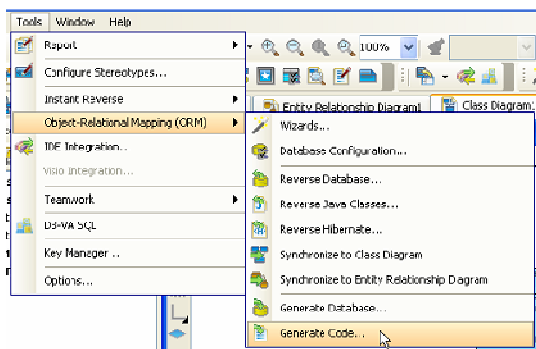 Tools Window Help
Report
100%
Configure Stereotypes...
Instant Reverse
Entity Relationship Diagram1 Class Diagram:
Object-Relational Mapping (ORM)
Wizards...
IDE Integration...
Database Configuration...
Visio Integration...
Reverse Database...
Teamwork
Reverse Java Classes...
DB-VA SQL
Reverse Hibernate...
Key Manager...
Synchronize to Class Diagram
Options...
Synchronize to Entity Relationship Diagram
Generate Database...
Generate Code...